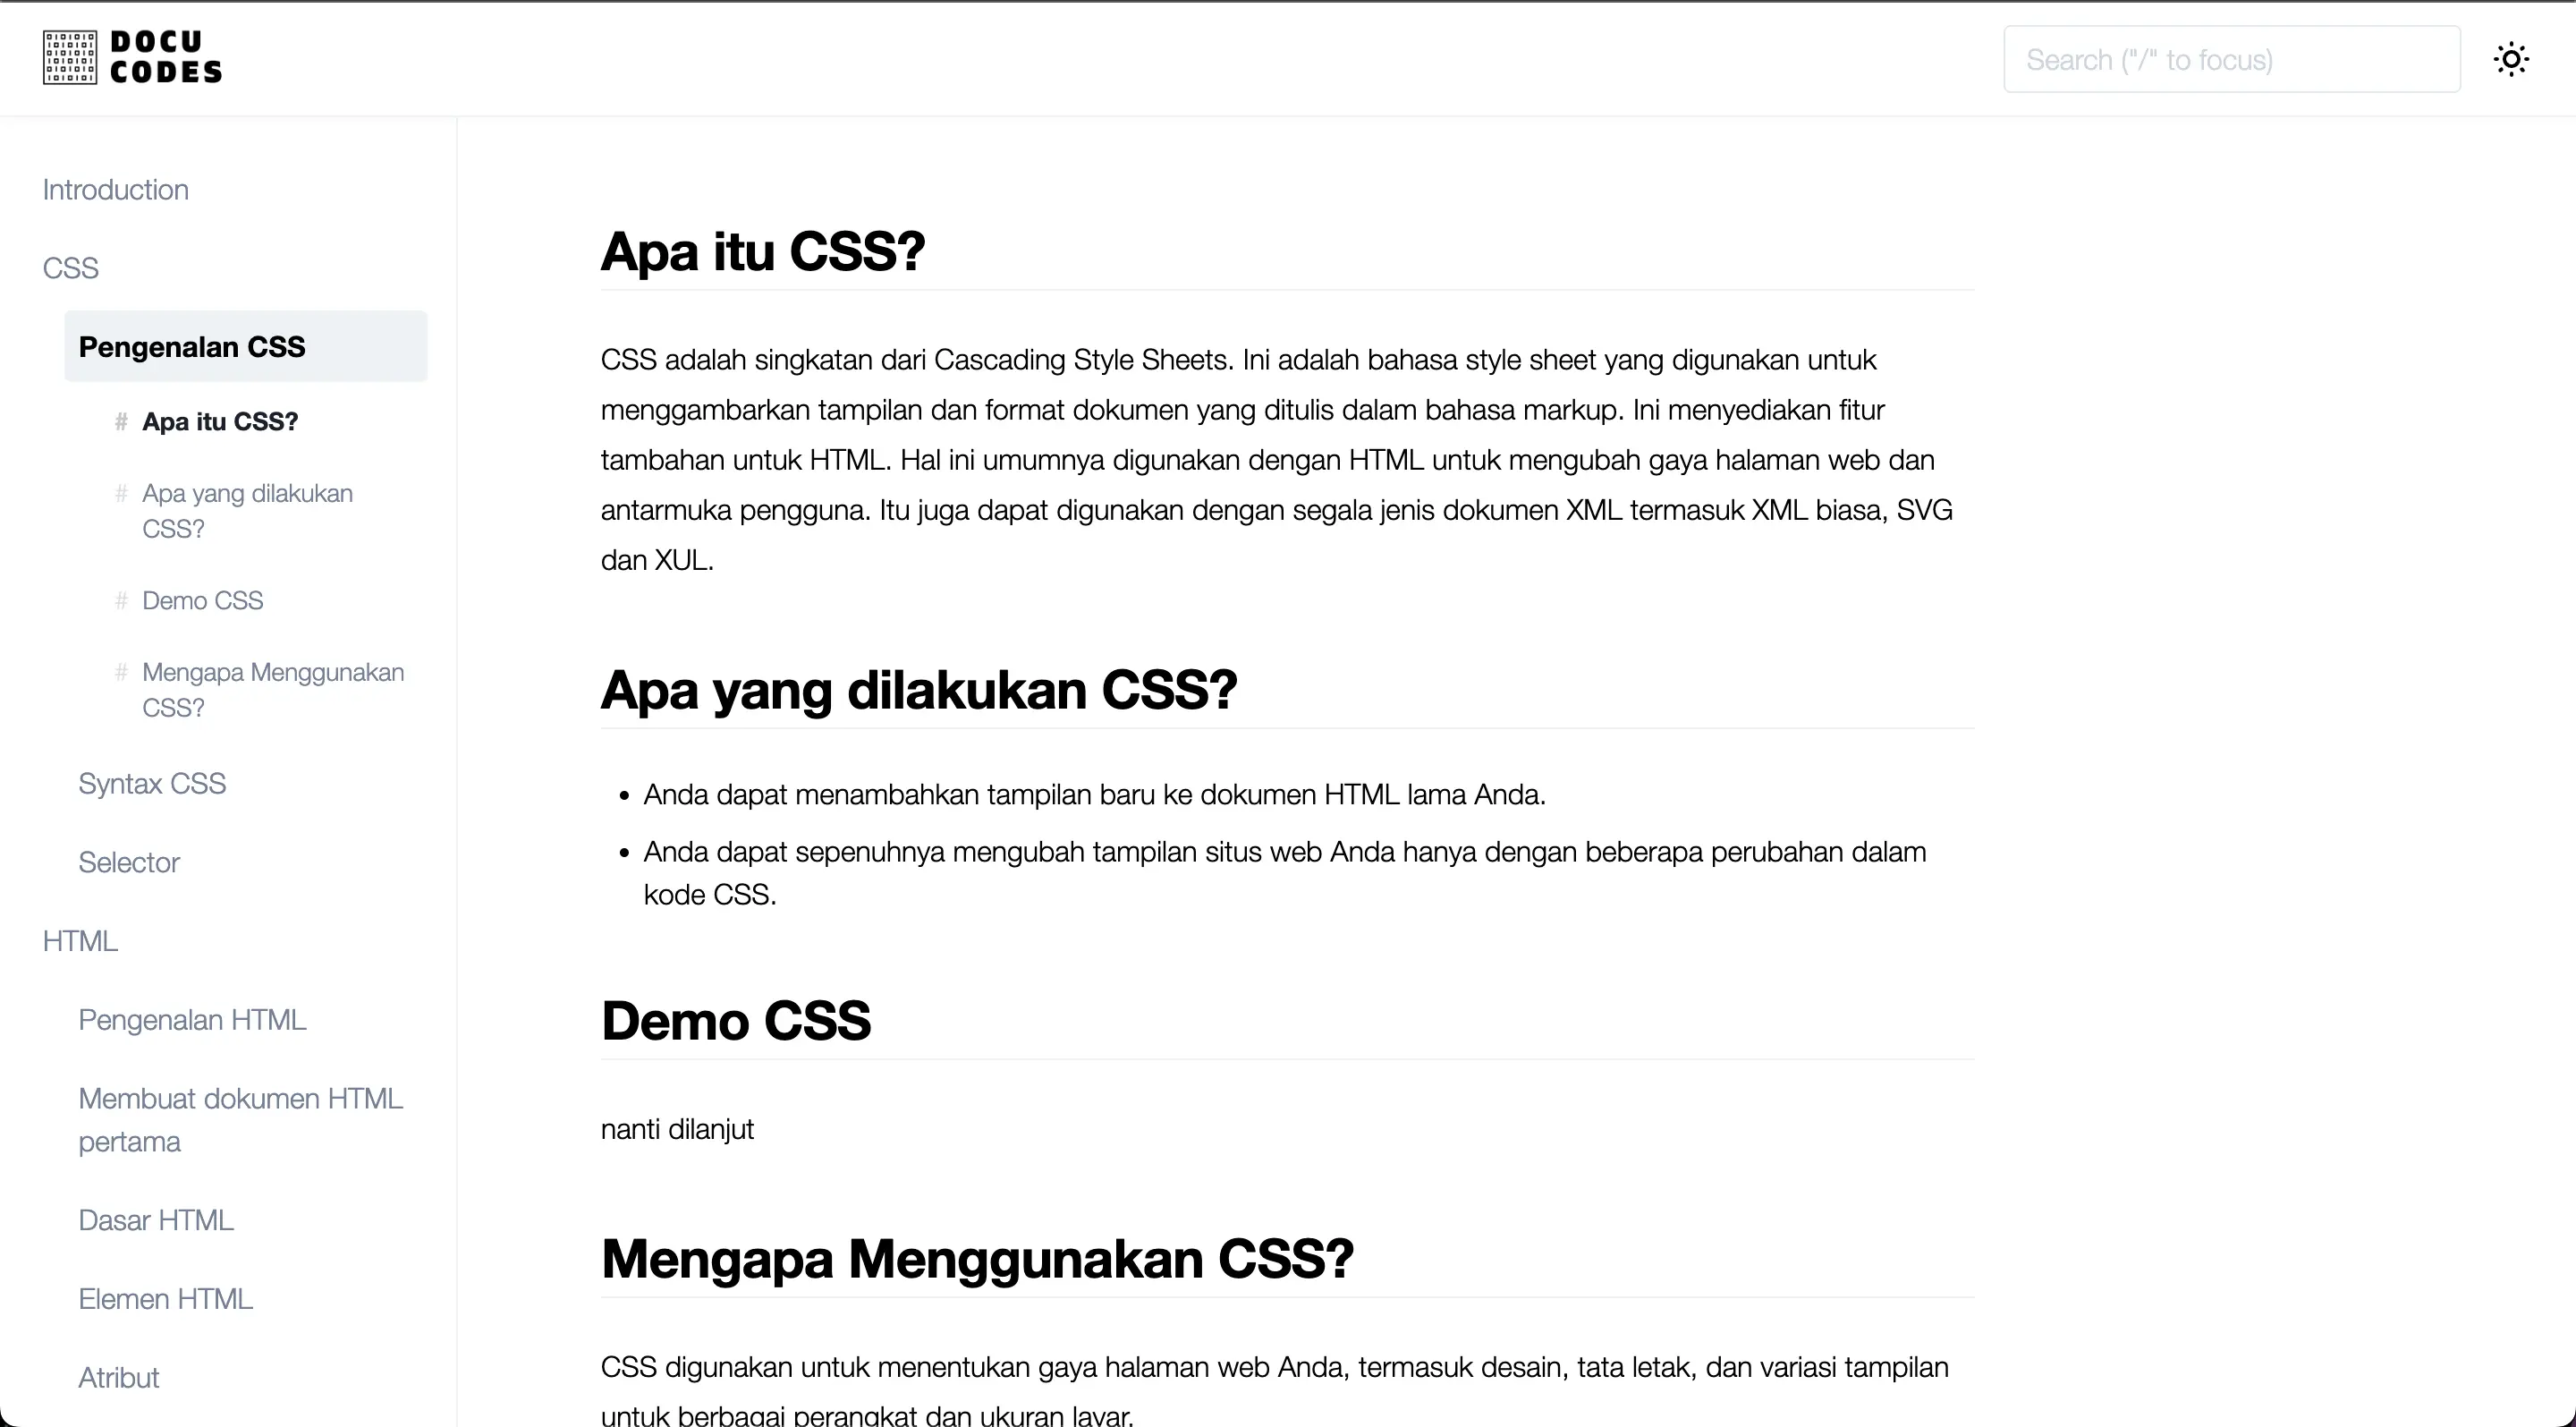 DOCU
CODES
Search ("/" to focus)
Introduction
CSS
Pengenalan CSS
# Apa itu CSS?
# Apa yang dilakukan
CSS?
# Demo CSS
# Mengapa Menggunakan
CSS?
Syntax CSS
Selector
HTML
Pengenalan HTML
Membuat dokumen HTML
pertama
Dasar HTML
Elemen HTML
Atribut
Apa itu CSS?
CSS adalah singkatan dari Cascading Style Sheets. Ini adalah bahasa style sheet yang digunakan untuk
menggambarkan tampilan dan format dokumen yang ditulis dalam bahasa markup. Ini menyediakan fitur
tambahan untuk HTML. Hal ini umumnya digunakan dengan HTML untuk mengubah gaya halaman web dan
antarmuka pengguna. Itu juga dapat digunakan dengan segala jenis dokumen XML termasuk XML biasa, SVG
dan XUL.
Apa yang dilakukan CSS?
• Anda dapat menambahkan tampilan baru ke dokumen HTML lama Anda.
• Anda dapat sepenuhnya mengubah tampilan situs web Anda hanya dengan beberapa perubahan dalam
kode CSS.
Demo CSS
nanti dilanjut
Mengapa Menggunakan CSS?
CSS digunakan untuk menentukan gaya halaman web Anda, termasuk desain, tata letak, dan variasi tampilan
untuk berbagai perangkat dan ukuran layar.